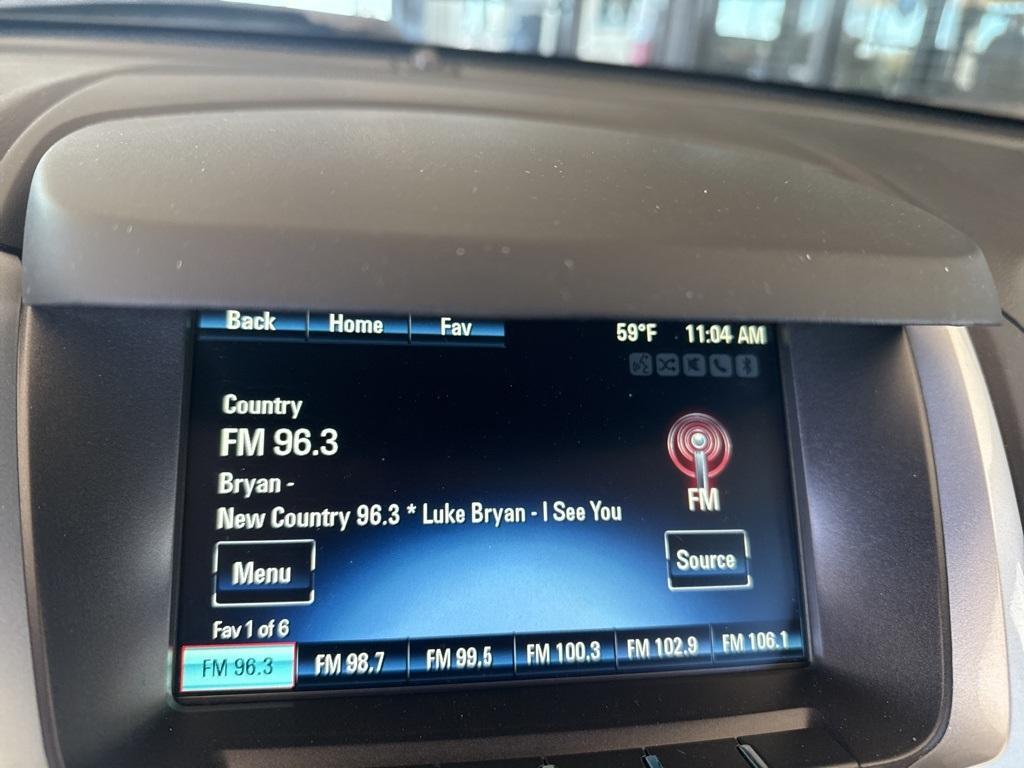 Back Home Fav 59°F 11:04 AM
Country
FM 96.3
Bryan -
New Country 96.3 * Luke Bryan - I See You
FM
Menu Source
Fav 1 of 6
FM 96.3 FM 98.7 FM 99.5 FM 100.3 FM 102.9 FM 106.1